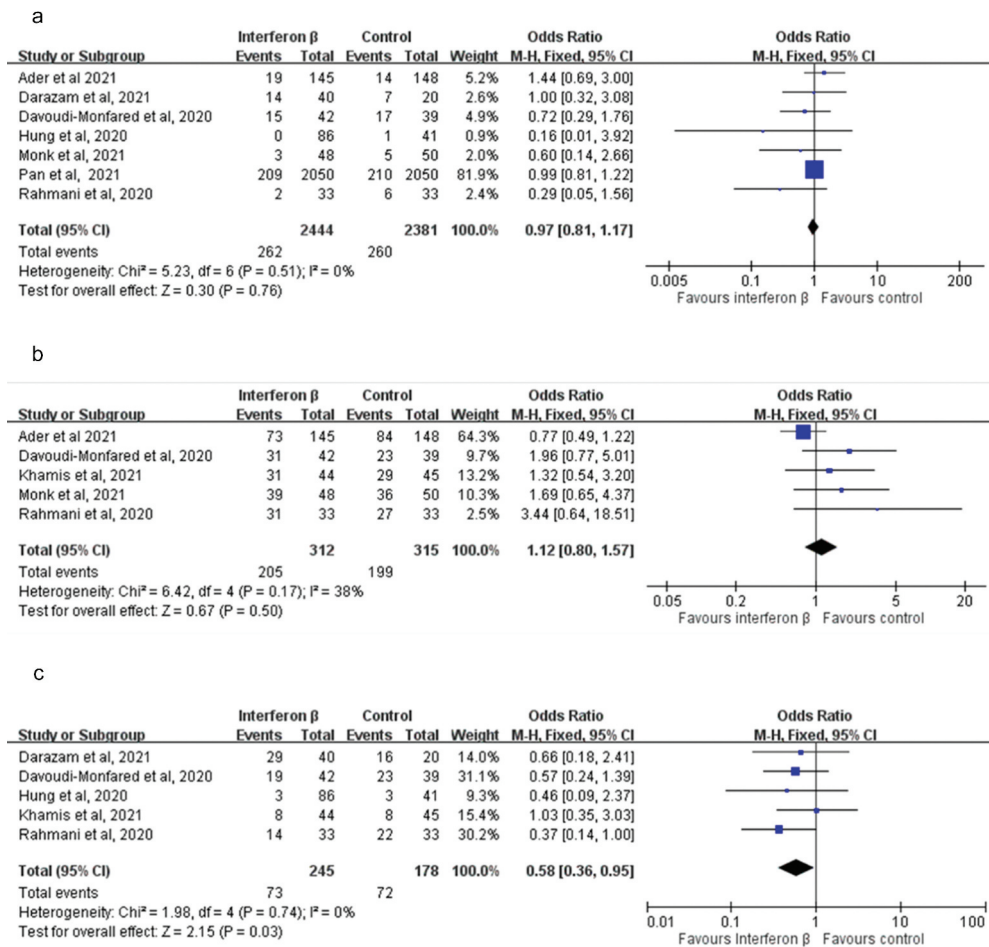 a
Interferon β Control Odds Ratio Odds Ratio
Study or Subgroup Events Total Events Total Weight M-H, Fixed, 95% CI M-H, Fixed, 95% CI
Ader et al 2021 19 145 14 148 5.2% 1.44 [0.69, 3.00]
Darazam et al, 2021 14 40 7 20 2.6% 1.00 [0.32, 3.08]
Davoudi-Monfared et al, 2020 15 42 17 39 4.9% 0.72 [0.29, 1.76]
Hung et al, 2020 0 86 1 41 0.9% 0.16 [0.01, 3.92]
Monk et al, 2021 3 48 5 50 2.0% 0.60 [0.14, 2.66]
Pan et al, 2021 209 2050 210 2050 81.9% 0.99 [0.81, 1.22]
Rahmani et al, 2020 2 33 6 33 2.4% 0.29 [0.05, 1.56]
Total (95% CI) 2444 2381 100.0% 0.97 [0.81, 1.17]
Total events 262 260
Heterogeneity: Chi² = 5.23, df = 6 (P = 0.51); I² = 0%
Test for overall effect: Z = 0.30 (P = 0.76)
0.005 0.1 1 10 200
Favours interferon β Favours control
b
Interferon β Control Odds Ratio Odds Ratio
Study or Subgroup Events Total Events Total Weight M-H, Fixed, 95% CI M-H, Fixed, 95% CI
Ader et al 2021 73 145 84 148 64.3% 0.77 [0.49, 1.22]
Davoudi-Monfared et al, 2020 31 42 23 39 9.7% 1.96 [0.77, 5.01]
Khamis et al, 2021 31 44 29 45 13.2% 1.32 [0.54, 3.20]
Monk et al, 2021 39 48 36 50 10.3% 1.69 [0.65, 4.37]
Rahmani et al, 2020 31 33 27 33 2.5% 3.44 [0.64, 18.51]
Total (95% CI) 312 315 100.0% 1.12 [0.80, 1.57]
Total events 205 199
Heterogeneity: Chi² = 6.42, df = 4 (P = 0.17); I² = 38%
Test for overall effect: Z = 0.67 (P = 0.50)
0.05 0.2 1 5 20
Favours interferon β Favours control
c
Interferon β Control Odds Ratio Odds Ratio
Study or Subgroup Events Total Events Total Weight M-H, Fixed, 95% CI M-H, Fixed, 95% CI
Darazam et al, 2021 29 40 16 20 14.0% 0.66 [0.18, 2.41]
Davoudi-Monfared et al, 2020 19 42 23 39 31.1% 0.57 [0.24, 1.39]
Hung et al, 2020 3 86 3 41 9.3% 0.46 [0.09, 2.37]
Khamis et al, 2021 8 44 8 45 15.4% 1.03 [0.35, 3.03]
Rahmani et al, 2020 14 33 22 33 30.2% 0.37 [0.14, 1.00]
Total (95% CI) 245 178 100.0% 0.58 [0.36, 0.95]
Total events 73 72
Heterogeneity: Chi² = 1.98, df = 4 (P = 0.74); I² = 0%
Test for overall effect: Z = 2.15 (P = 0.03)
0.01 0.1 1 10 100
Favours Interferon β Favours control